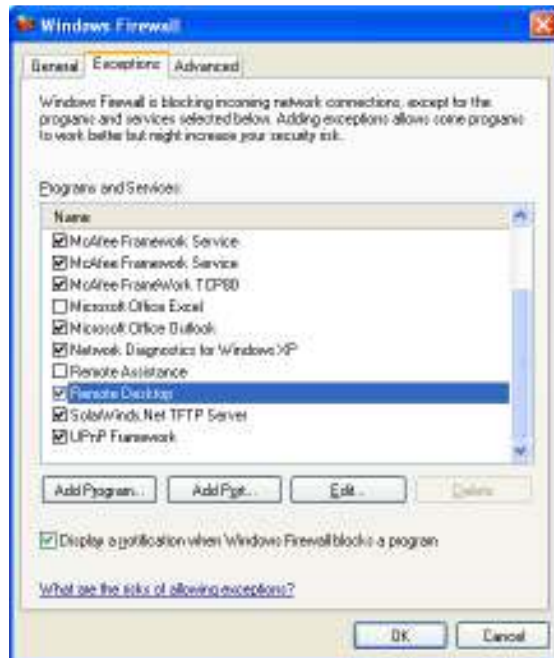 Windows Firewall
General Exceptions Advanced
Windows Firewall is blocking incoming network connections, except for the
programs and services selected below. Adding exceptions allows some programs
to work better but might increase your security risk.
Programs and Services:
Name
McAfee Framework Service
McAfee Framework Service
McAfee FrameWork TCP80
Microsoft Office Excel
Microsoft Office Outlook
Network Diagnostics for Windows XP
Remote Assistance
Remote Desktop
SolarWinds.Net TFTP Server
UPnP Framework
Add Program... Add Port... Edit... Delete
Display a notification when Windows Firewall blocks a program
What are the risks of allowing exceptions?
OK Cancel